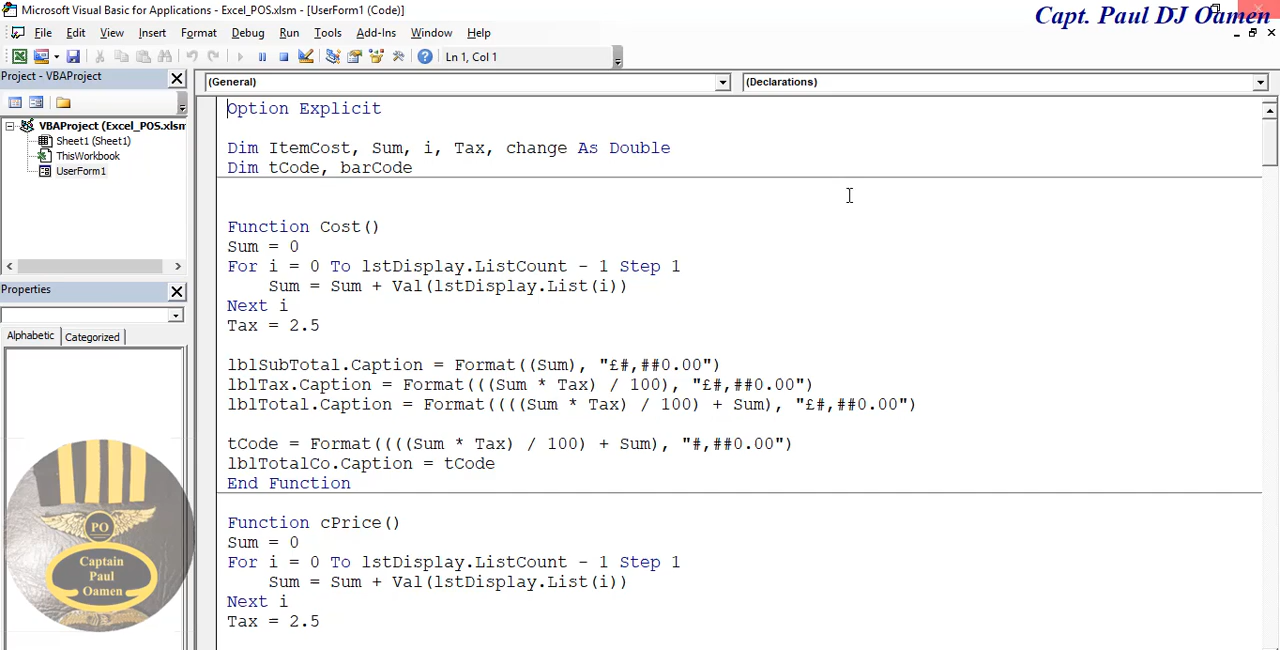 Microsoft Visual Basic for Applications - Excel_POS.xlsm - [UserForm1 (Code)]
Capt. Paul DJ Oamen
File Edit View Insert Format Debug Run Tools Add-Ins Window Help
Ln 1, Col 1
Project - VBAProject
(General) (Declarations)
VBAProject (Excel_POS.xlsm
Sheet1 (Sheet1)
ThisWorkbook
UserForm1
Properties
Alphabetic Categorized
PO
Captain
Paul
Oamen
Option Explicit
Dim ItemCost, Sum, i, Tax, change As Double
Dim tCode, barCode
Function Cost()
Sum = 0
For i = 0 To lstDisplay.ListCount - 1 Step 1
Sum = Sum + Val(lstDisplay.List(i))
Next i
Tax = 2.5
lblSubTotal.Caption = Format((Sum), "£#,##0.00")
lblTax.Caption = Format(((Sum * Tax) / 100), "£#,##0.00")
lblTotal.Caption = Format((((Sum * Tax) / 100) + Sum), "£#,##0.00")
tCode = Format((((Sum * Tax) / 100) + Sum), "#,##0.00")
lblTotalCo.Caption = tCode
End Function
Function cPrice()
Sum = 0
For i = 0 To lstDisplay.ListCount - 1 Step 1
Sum = Sum + Val(lstDisplay.List(i))
Next i
Tax = 2.5